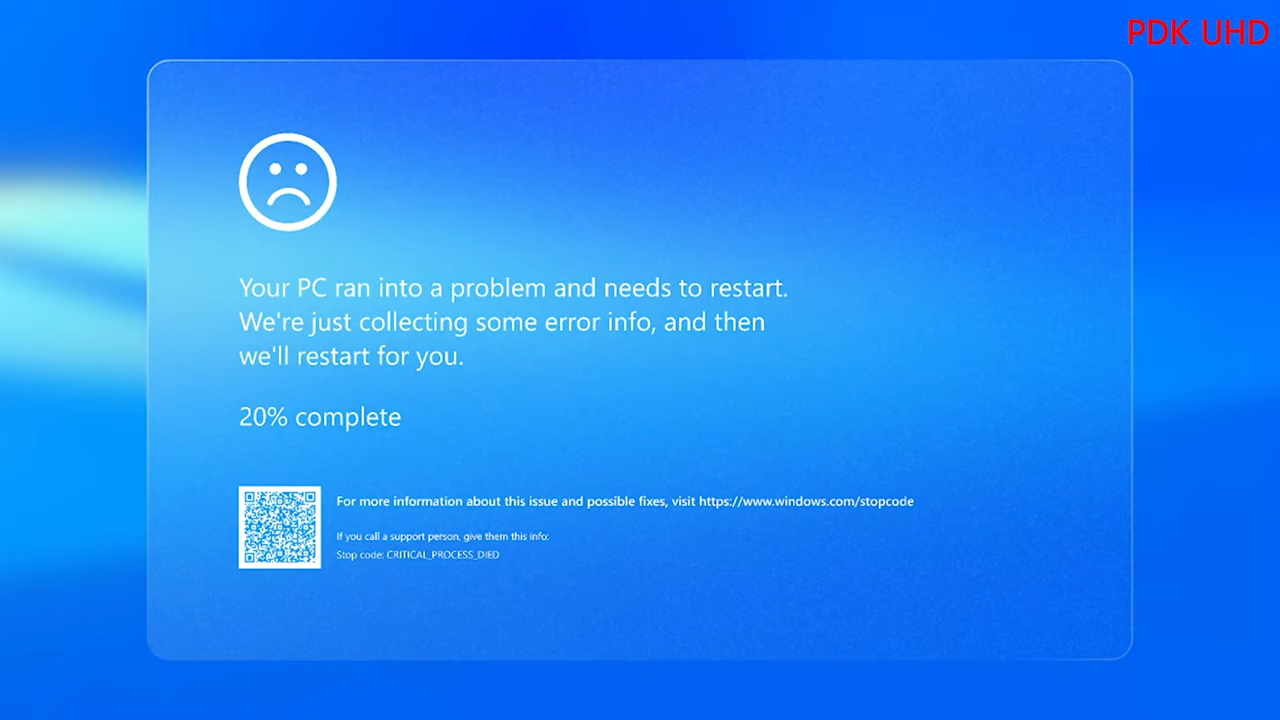 PDK UHD
Your PC ran into a problem and needs to restart.
We're just collecting some error info, and then
we'll restart for you.
20% complete
For more information about this issue and possible fixes, visit https://www.windows.com/stopcode
If you call a support person, give them this info:
Stop code: CRITICAL_PROCESS_DIED